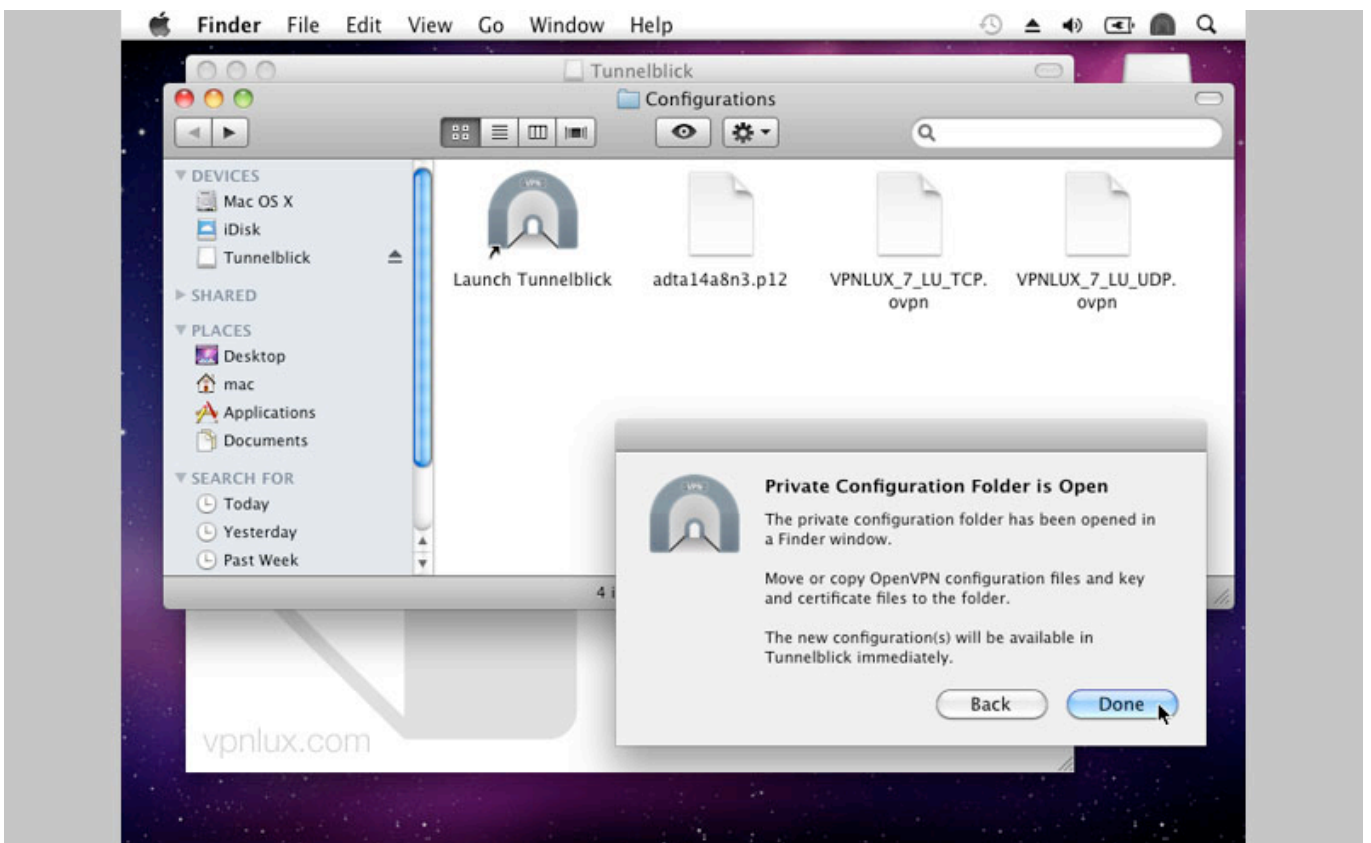 Finder File Edit View Go Window Help
Tunnelblick
Configurations
DEVICES
Mac OS X
iDisk
Tunnelblick
SHARED
PLACES
Desktop
mac
Applications
Documents
SEARCH FOR
Today
Yesterday
Past Week
VPN
Launch Tunnelblick
adta14a8n3.p12
VPNLUX_7_LU_TCP.
ovpn
VPNLUX_7_LU_UDP.
ovpn
4 i
VPN
Private Configuration Folder is Open
The private configuration folder has been opened in
a Finder window.
Move or copy OpenVPN configuration files and key
and certificate files to the folder.
The new configuration(s) will be available in
Tunnelblick immediately.
Back Done
vpnlux.com